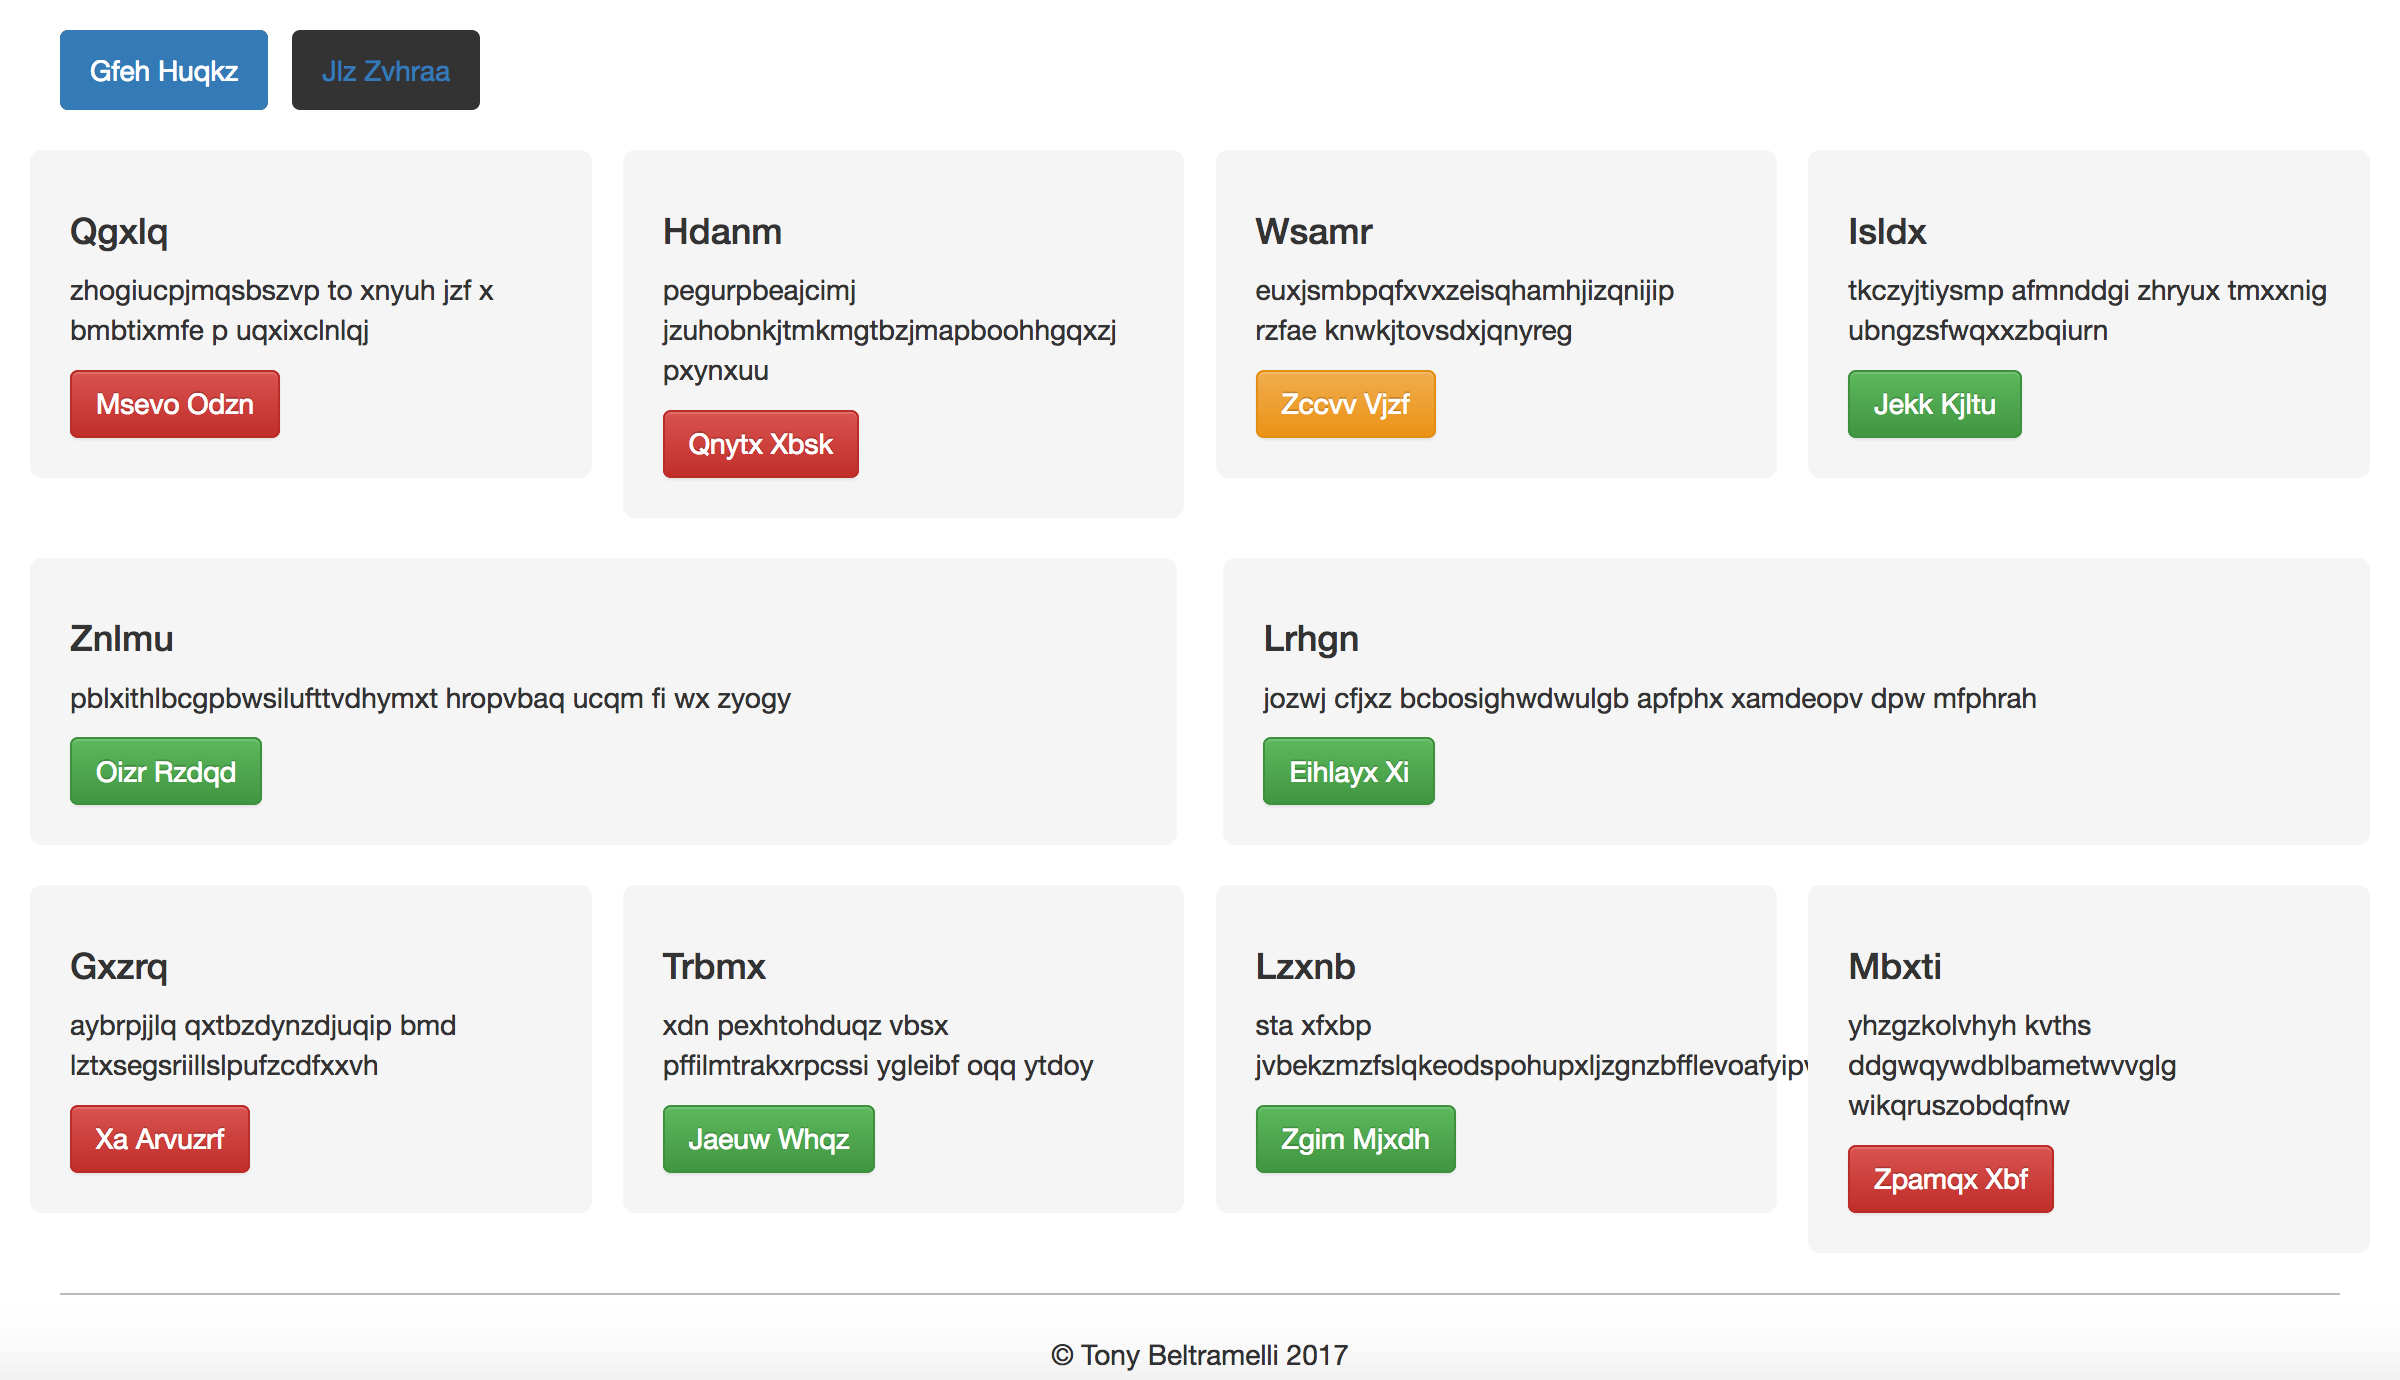 Gfeh Huqkz
Jlz Zvhraa
Qgxlq
zhogiucpjmqsbszvp to xnyuh jzf x
bmbtixmfe p uqxixclnlqj
Msevo Odzn
Hdanm
pegurpbeajcimj
jzuhobnkjtmkmgtbzjmapboohhgqxzj
pxynxuu
Qnytx Xbsk
Wsamr
euxjsmbpqfxvxzeisqhamhjizqnijip
rzfae knwkjtovsdxjqnyreg
Zccvv Vjzf
Isldx
tkczyjtiysmp afmnddgi zhryux tmxxnig
ubngzsfwqxxzbqiurn
Jekk Kjltu
Znlmu
pblxithlbcgpbwsilufttvdhymxt hropvbaq ucqm fi wx zyogy
Oizr Rzdqd
Lrhgn
jozwj cfjxz bcbosighwdwulgb apfphx xamdeopv dpw mfphrah
Eihlayx Xi
Gxzrq
aybrpjjlq qxtbzdynzdjuqip bmd
lztxsegsriillslpufzcdfxxvh
Xa Arvuzrf
Trbmx
xdn pexhtohduqz vbsx
pffilmtrakxrpcssi ygleibf oqq ytdoy
Jaeuw Whqz
Lzxnb
sta xfxbp
Zgim Mjxdh
Mbxti
yhzgzkolvhyh kvths
ddgwqywdblbametwvvglg
wikqruszobdqfnw
Zpamqx Xbf
© Tony Beltramelli 2017